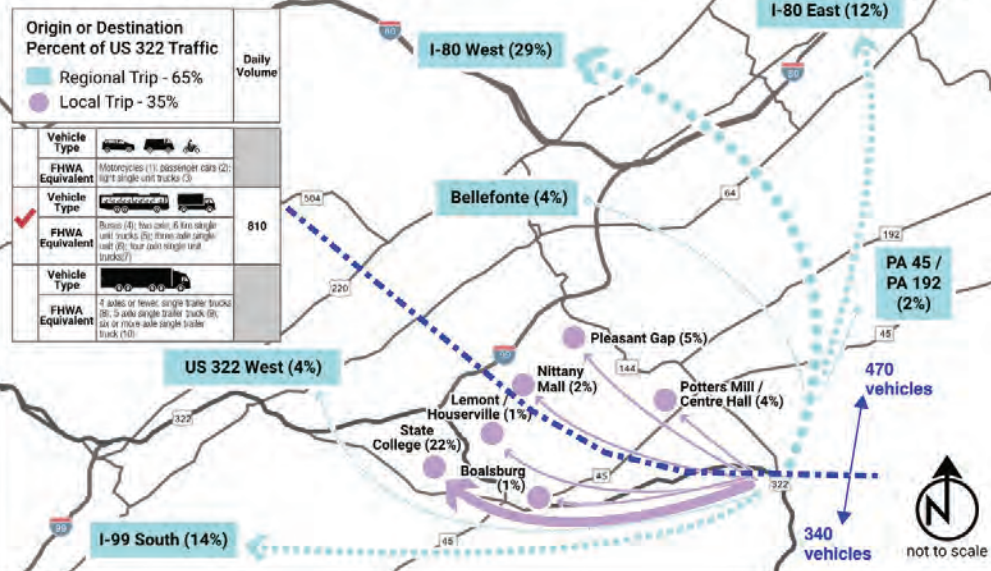 Origin or Destination
Percent of US 322 Traffic
Regional Trip - 65%
Local Trip - 35%
Daily
Volume
Vehicle
Type
FHWA
Equivalent
Motorcycles (1); passenger cars (2);
light single unit trucks (3)
Vehicle
Type
FHWA
Equivalent
Buses (4); two axle, 6 tire single
unit trucks (5); three axle single
unit (6); four axle single unit
trucks(7)
810
Vehicle
Type
FHWA
Equivalent
4 axles or fewer, single trailer trucks
(8); 5 axle single trailer truck (9);
six or more axle single trailer
truck (10)
I-80 East (12%)
80
I-80 West (29%)
80
Bellefonte (4%)
504
64
192
220
PA 45 /
PA 192
(2%)
45
Pleasant Gap (5%)
99
144
US 322 West (4%)
Nittany
Mall (2%)
Potters Mill /
Centre Hall (4%)
470
vehicles
Lemont /
Houserville (1%)
322
State
College (22%)
Boalsburg
(1%)
45
322
99
I-99 South (14%)
45
340
vehicles
N
not to scale